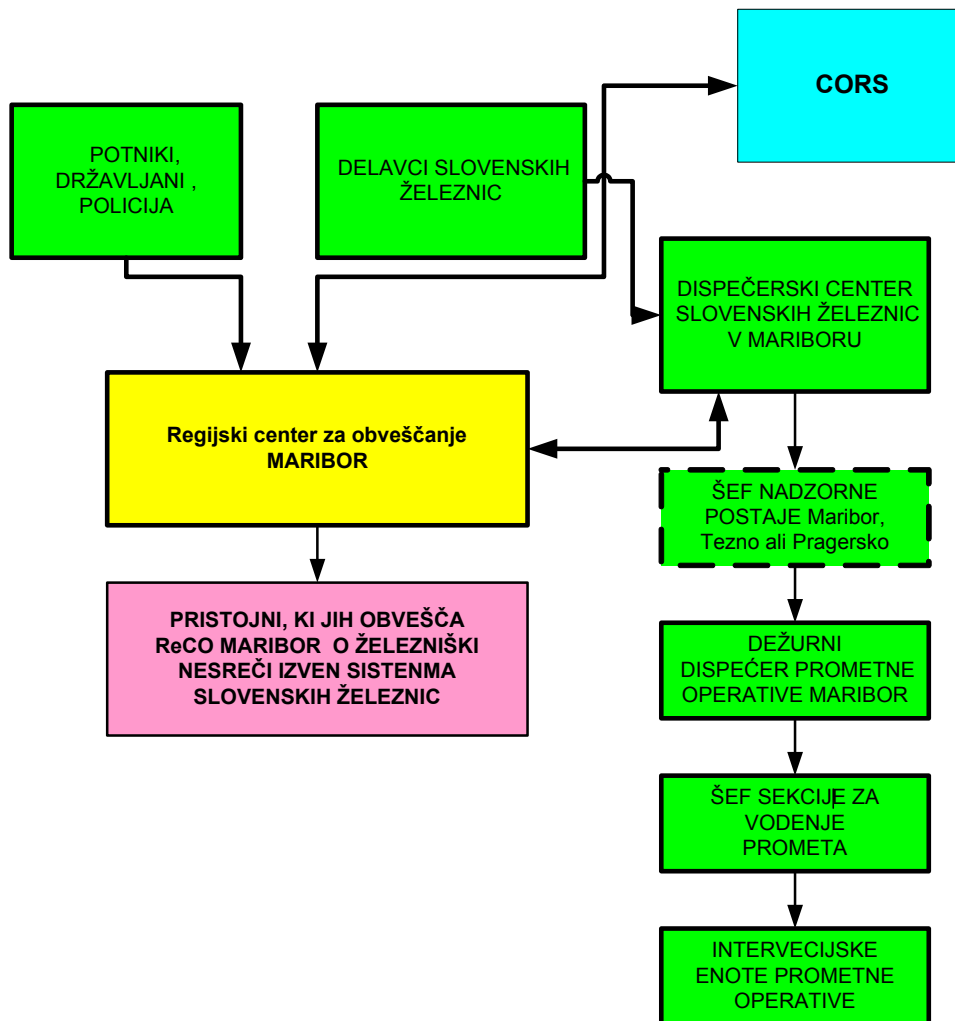 CORS
POTNIKI,
DRŽAVLJANI ,
POLICIJA
DELAVCI SLOVENSKIH
ŽELEZNIC
DISPEČERSKI CENTER
SLOVENSKIH ŽELEZNIC
V MARIBORU
Regijski center za obveščanje
MARIBOR
ŠEF NADZORNE
POSTAJE Maribor,
Tezno ali Pragersko
PRISTOJNI, KI JIH OBVEŠČA
ReCO MARIBOR O ŽELEZNIŠKI
NESREČI IZVEN SISTENMA
SLOVENSKIH ŽELEZNIC
DEŽURNI
DISPEĆER PROMETNE
OPERATIVE MARIBOR
ŠEF SEKCIJE ZA
VODENJE
PROMETA
INTERVECIJSKE
ENOTE PROMETNE
OPERATIVE